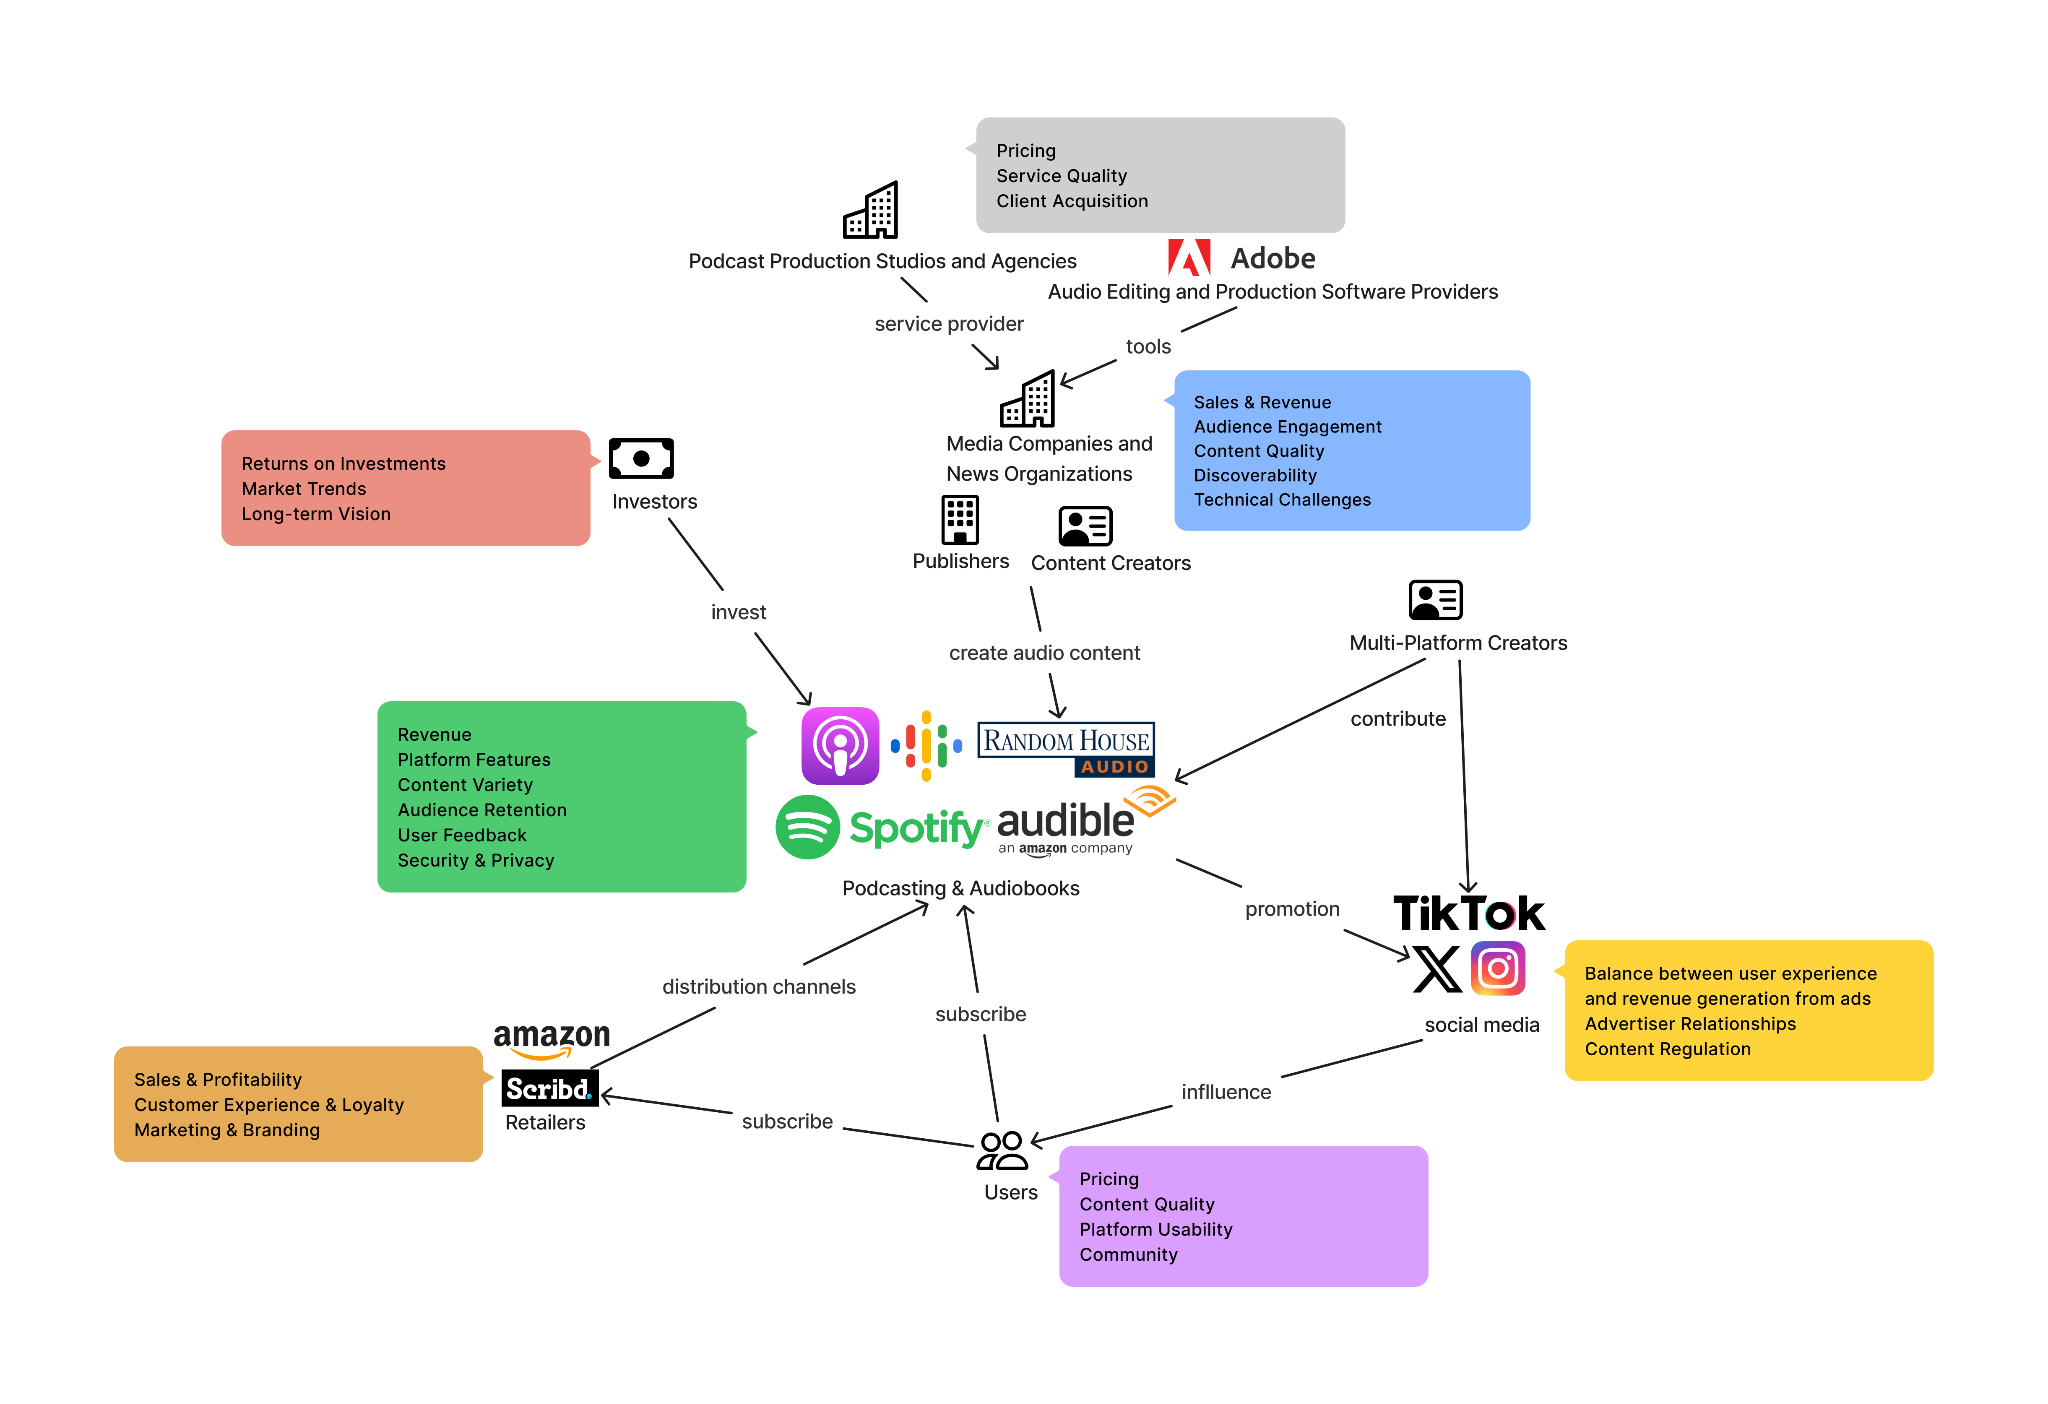 Pricing
Service Quality
Client Acquisition
Podcast Production Studios and Agencies
Adobe
Audio Editing and Production Software Providers
service provider
tools
Sales & Revenue
Audience Engagement
Content Quality
Discoverability
Technical Challenges
Media Companies and
News Organizations
Returns on Investments
Market Trends
Long-term Vision
Investors
Publishers
Content Creators
invest
create audio content
Multi-Platform Creators
contribute
Revenue
Platform Features
Content Variety
Audience Retention
User Feedback
Security & Privacy
RANDOM HOUSE
AUDIO
Spotify®
audible
an amazon company
Podcasting & Audiobooks
promotion
TikTok
X
social media
Balance between user experience
and revenue generation from ads
Advertiser Relationships
Content Regulation
distribution channels
subscribe
amazon
Scribd.
Retailers
Sales & Profitability
Customer Experience & Loyalty
Marketing & Branding
subscribe
inflluence
Users
Pricing
Content Quality
Platform Usability
Community